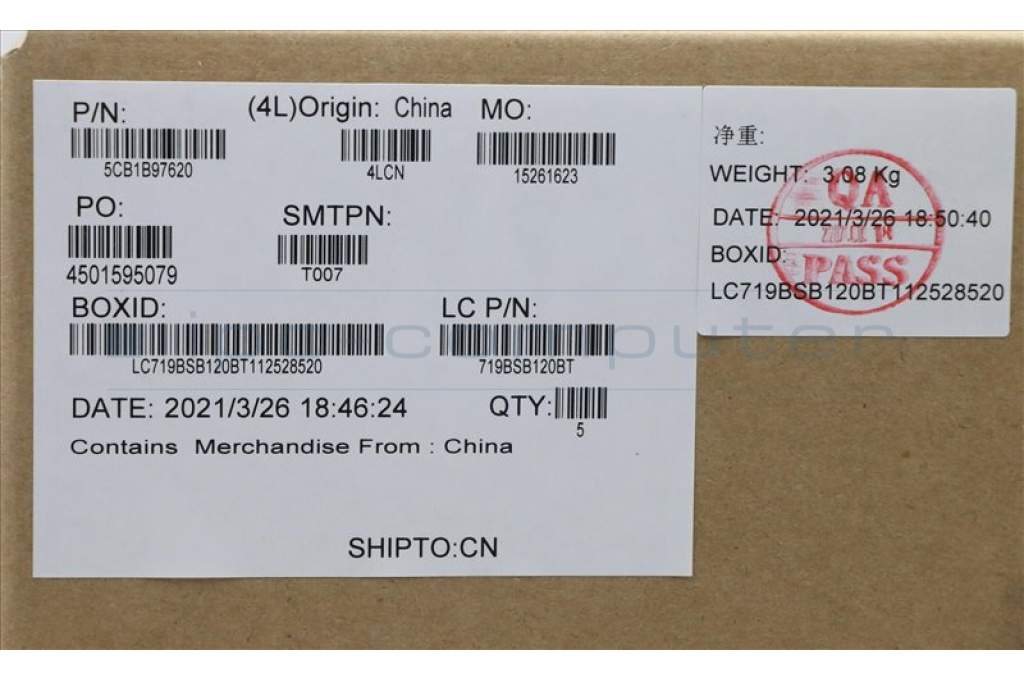 P/N:
(4L)Origin: China
MO:
5CB1B97620
4LCN
15261623
PO:
SMTPN:
4501595079
T007
BOXID:
LC P/N:
LC719BSB120BT112528520
719BSB120BT
DATE: 2021/3/26 18:46:24
QTY:
5
Contains Merchandise From : China
SHIPTO:CN
净重:
WEIGHT: 3.08 Kg
DATE: 2021/3/26 18:50:40
BOXID:
LC719BSB120BT112528520
QA
PASS
computer